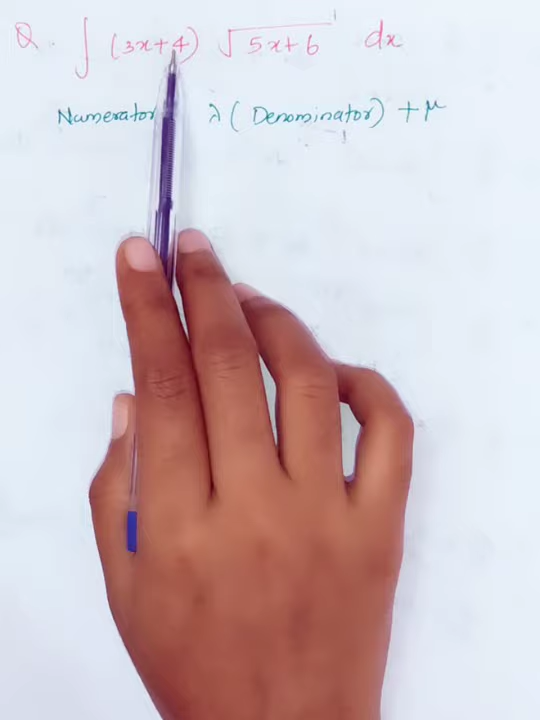 Q. ∫ (3x+4) √5x+6 dx
Numerator λ ( Denominator ) + μ